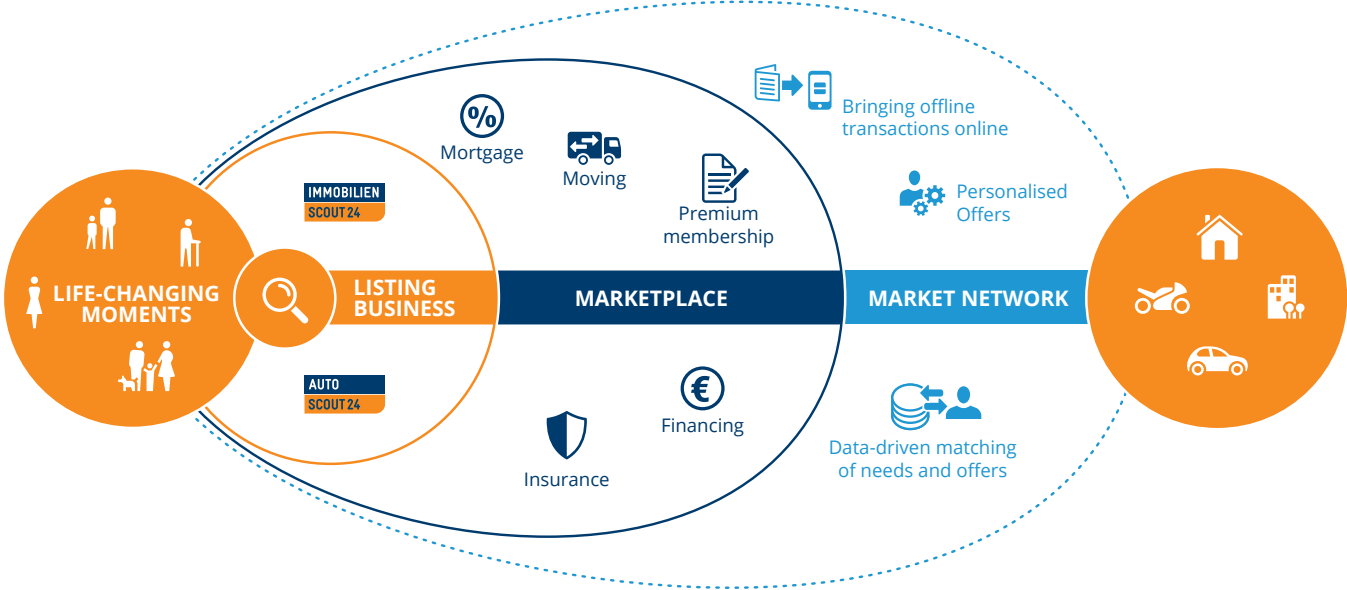 LIFE-CHANGING
MOMENTS
IMMOBILIEN
SCOUT24
LISTING
BUSINESS
AUTO
SCOUT24
%
Mortgage
Moving
Premium
membership
MARKETPLACE
Insurance
€
Financing
Bringing offline
transactions online
Personalised
Offers
MARKET NETWORK
Data-driven matching
of needs and offers